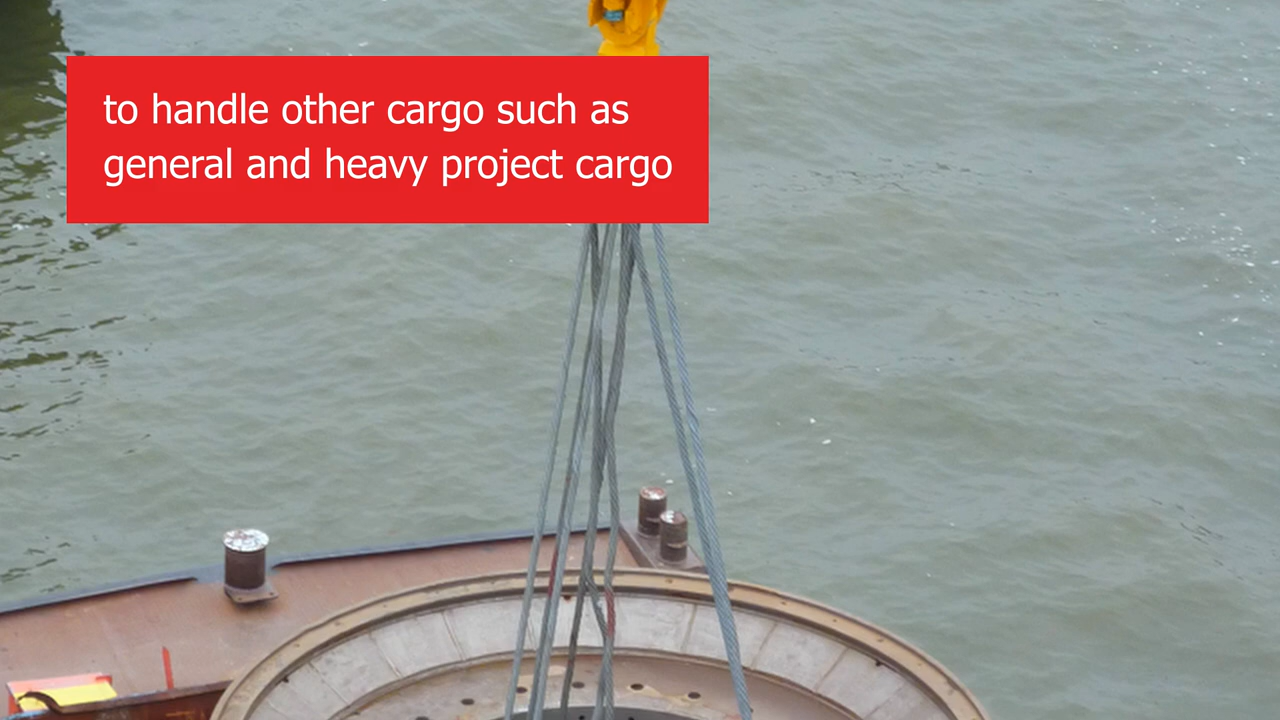 to handle other cargo such as
general and heavy project cargo